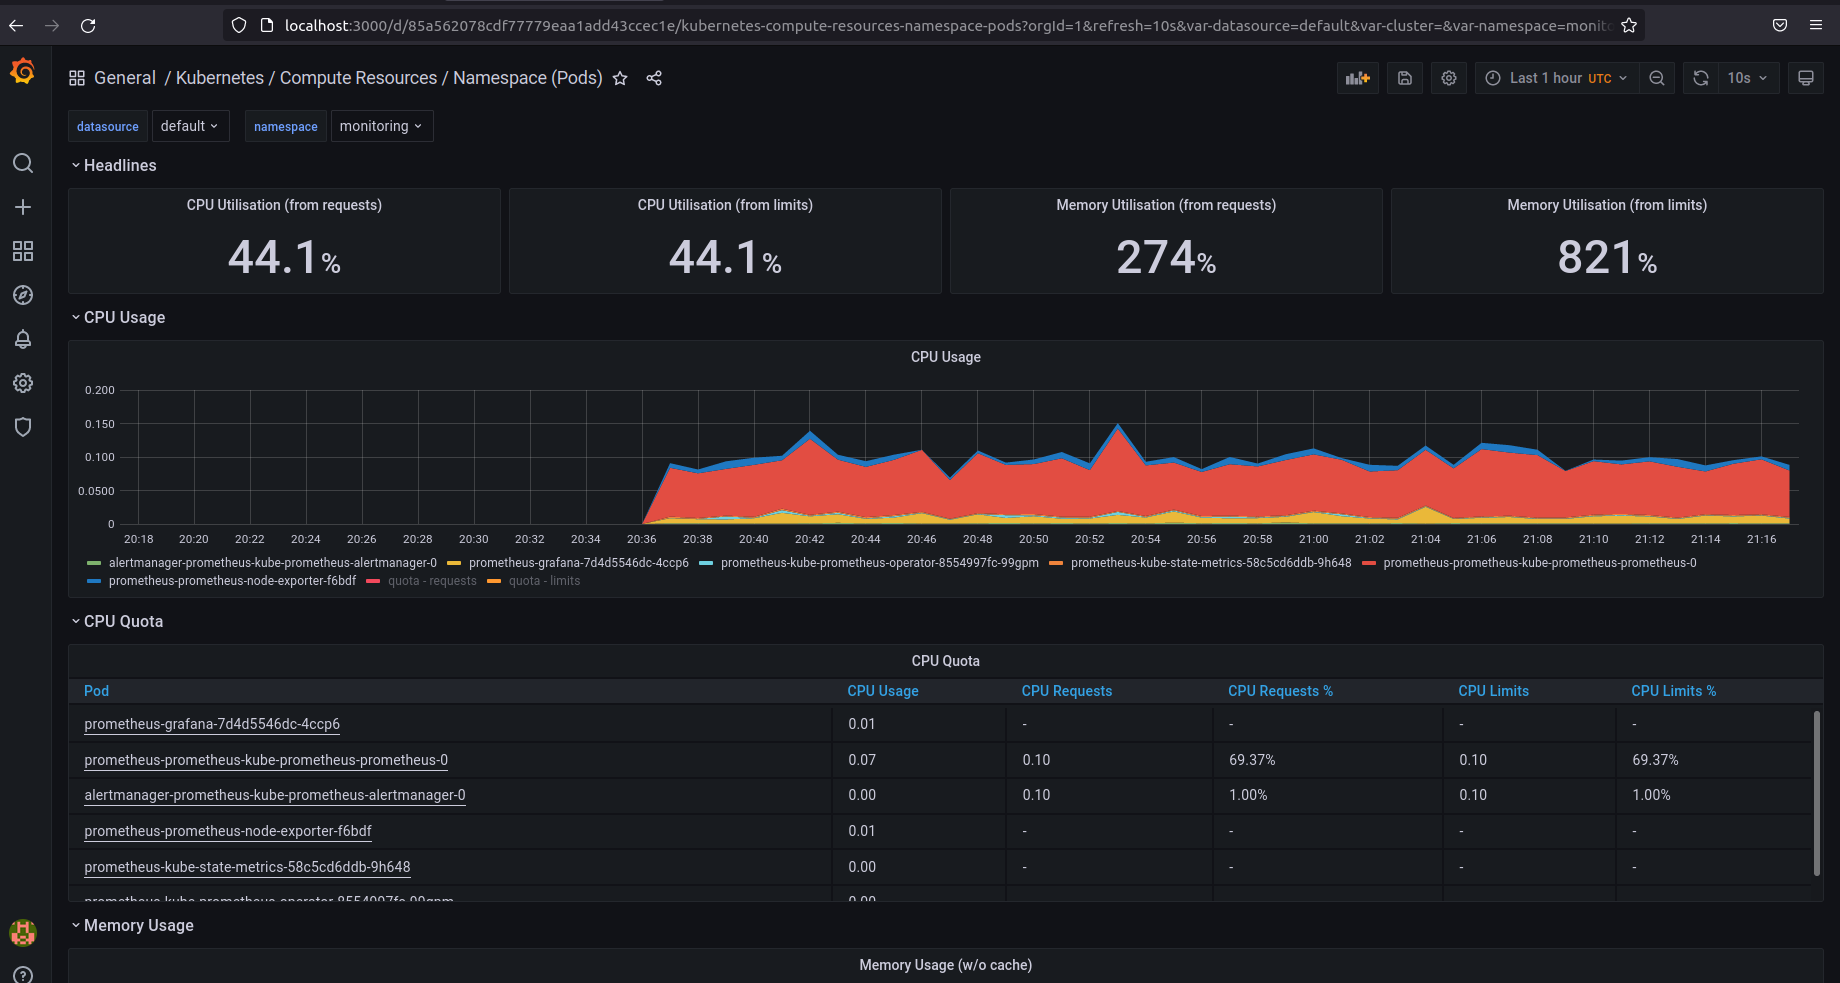 localhost:3000/d/85a562078cdf77779eaa1add43ccec1e/kubernetes-compute-resources-namespace-pods?orgId=1&refresh=10s&var-datasource=default&var-cluster=&var-namespace=monito
General / Kubernetes / Compute Resources / Namespace (Pods)
Last 1 hour UTC
10s
datasource default namespace monitoring
Headlines
CPU Utilisation (from requests)
44.1%
CPU Utilisation (from limits)
44.1%
Memory Utilisation (from requests)
274%
Memory Utilisation (from limits)
821%
CPU Usage
CPU Usage
0.200
0.150
0.100
0.0500
0
20:18 20:20 20:22 20:24 20:26 20:28 20:30 20:32 20:34 20:36 20:38 20:40 20:42 20:44 20:46 20:48 20:50 20:52 20:54 20:56 20:58 21:00 21:02 21:04 21:06 21:08 21:10 21:12 21:14 21:16
alertmanager-prometheus-kube-prometheus-alertmanager-0 prometheus-grafana-7d4d5546dc-4ccp6 prometheus-kube-prometheus-operator-8554997fc-99gpm prometheus-kube-state-metrics-58c5cd6ddb-9h648 prometheus-prometheus-kube-prometheus-prometheus-0
prometheus-prometheus-node-exporter-f6bdf quota - requests quota - limits
CPU Quota
CPU Quota
Pod CPU Usage CPU Requests CPU Requests % CPU Limits CPU Limits %
prometheus-grafana-7d4d5546dc-4ccp6 0.01 - - - -
prometheus-prometheus-kube-prometheus-prometheus-0 0.07 0.10 69.37% 0.10 69.37%
alertmanager-prometheus-kube-prometheus-alertmanager-0 0.00 0.10 1.00% 0.10 1.00%
prometheus-prometheus-node-exporter-f6bdf 0.01 - - - -
prometheus-kube-state-metrics-58c5cd6ddb-9h648 0.00 - - - -
prometheus-kube-prometheus-operator-8554997fc-99gpm 0.00
Memory Usage
Memory Usage (w/o cache)